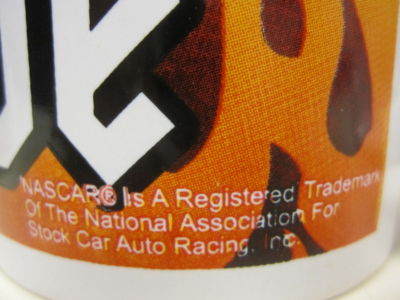 NASCAR® Is A Registered Trademark
Of The National Association For
Stock Car Auto Racing, Inc.